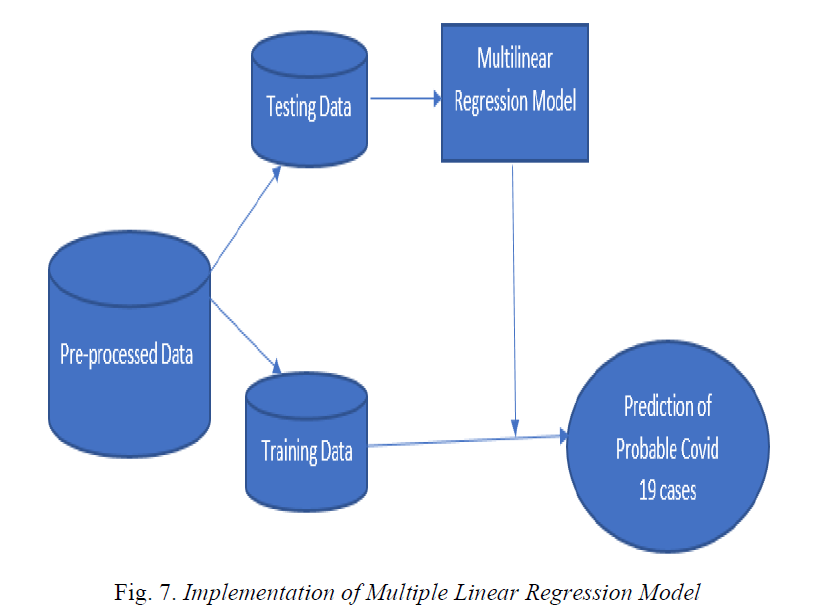 Testing Data
Multilinear
Regression Model
Pre-processed Data
Training Data
Prediction of
Probable Covid
19 cases
Fig. 7. Implementation of Multiple Linear Regression Model